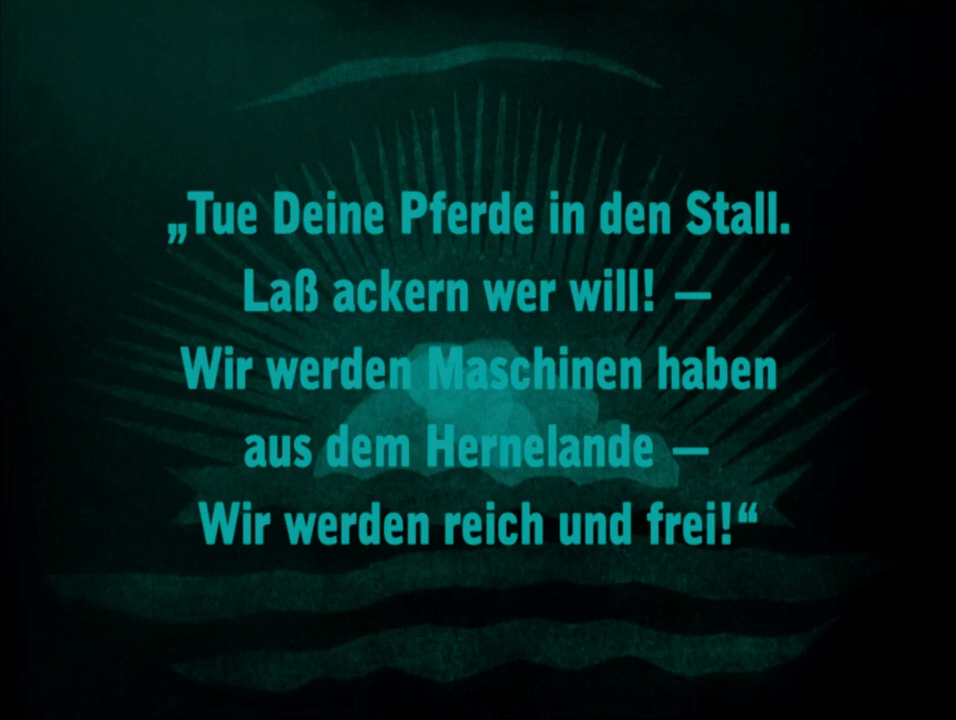 „Tue Deine Pferde in den Stall.
Laß ackern wer will! —
Wir werden Maschinen haben
aus dem Hernelande —
Wir werden reich und frei!“